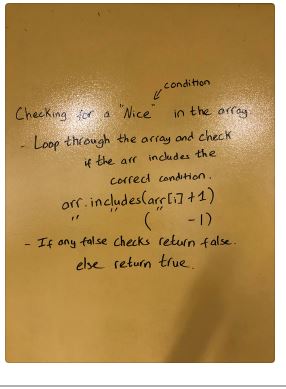 condition
Checking for a "Nice" in the array
- Loop through the array and check
if the arr includes the
correct condition.
arr.includes(arr[i]+1)
" " " ( -1)
- If any false checks return false.
else return true.